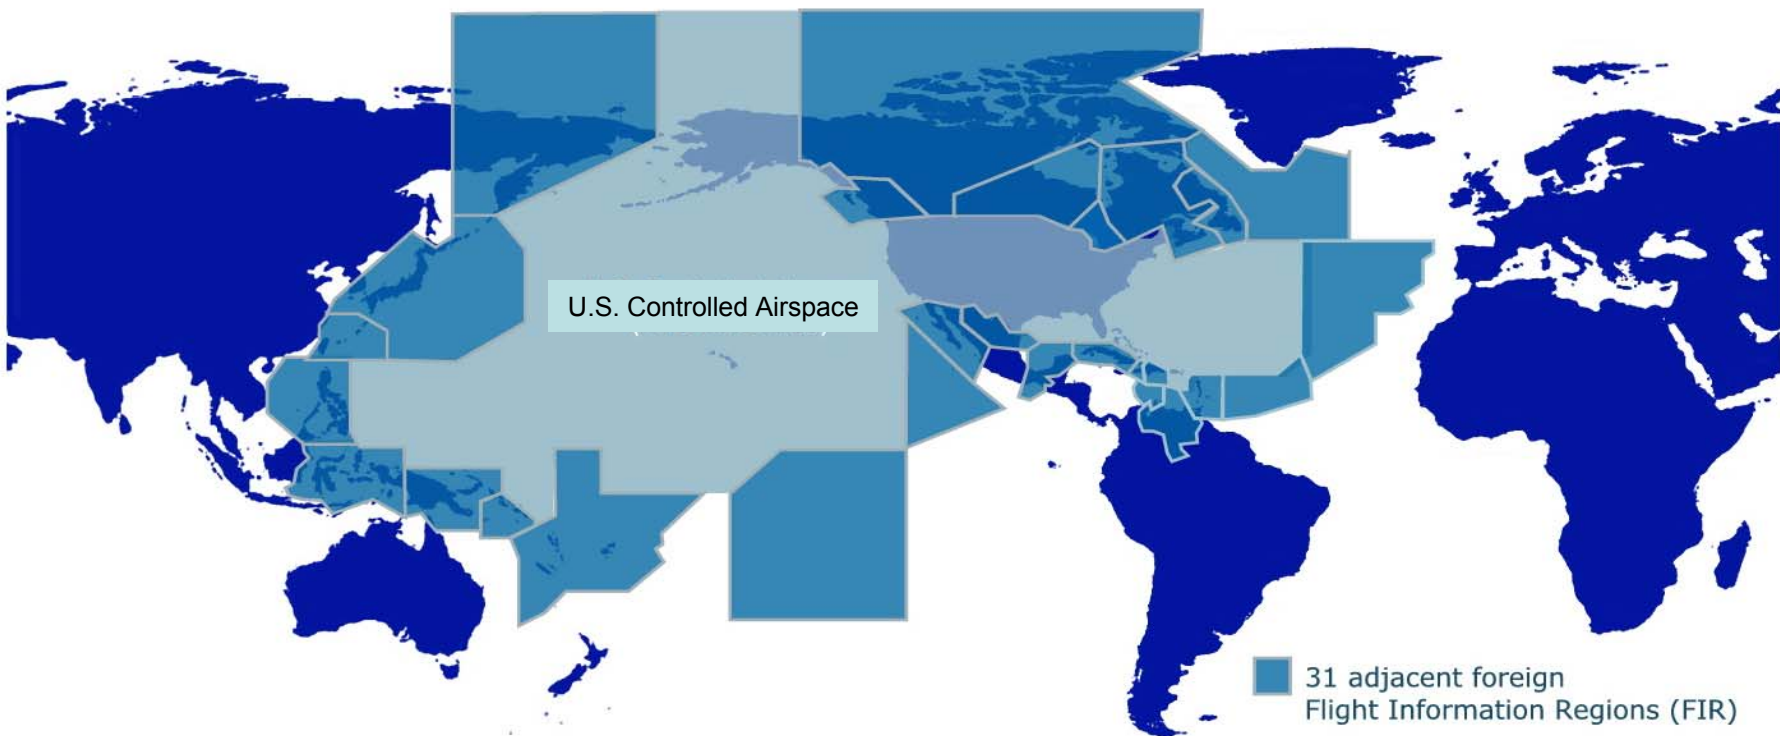 U.S. Controlled Airspace
31 adjacent foreign
Flight Information Regions (FIR)